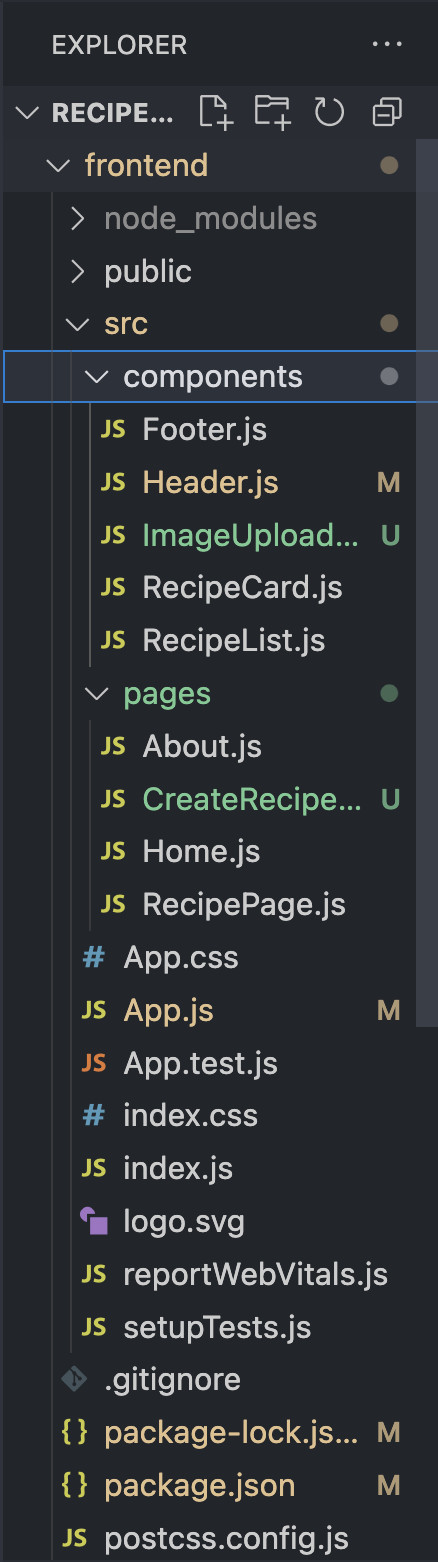 EXPLORER ...
RECIPE...
frontend
node_modules
public
src
components
JS Footer.js
JS Header.js M
JS ImageUpload... U
JS RecipeCard.js
JS RecipeList.js
pages
JS About.js
JS CreateRecipe... U
JS Home.js
JS RecipePage.js
# App.css
JS App.js M
JS App.test.js
# index.css
JS index.js
logo.svg
JS reportWebVitals.js
JS setupTests.js
.gitignore
{} package-lock.js... M
{} package.json M
JS postcss.config.js